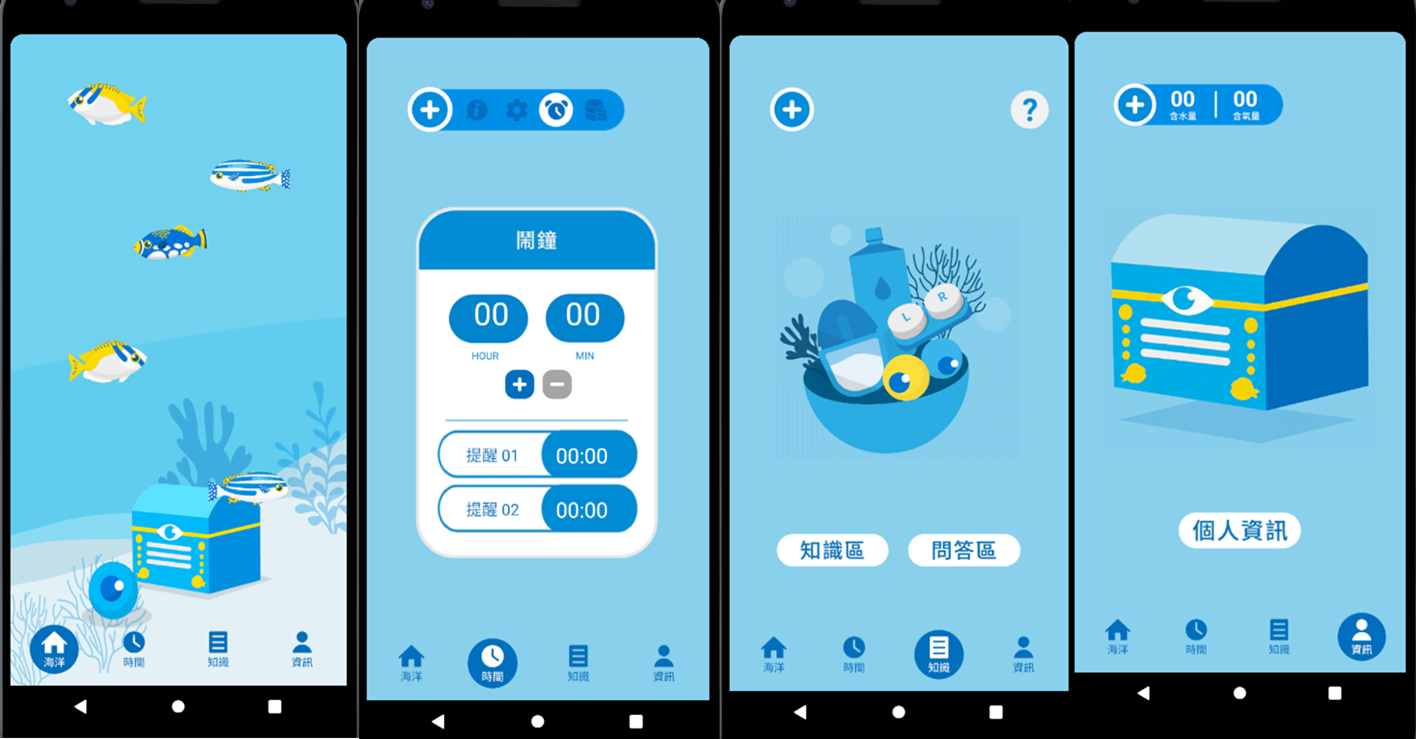 海洋
時間
知識
資訊
鬧鐘
00
00
HOUR
MIN
提醒 01
00:00
提醒 02
00:00
海洋
時間
知識
資訊
?
L
R
知識區
問答區
海洋
時間
知識
資訊
00
00
含水量
含氧量
個人資訊
海洋
時間
知識
資訊